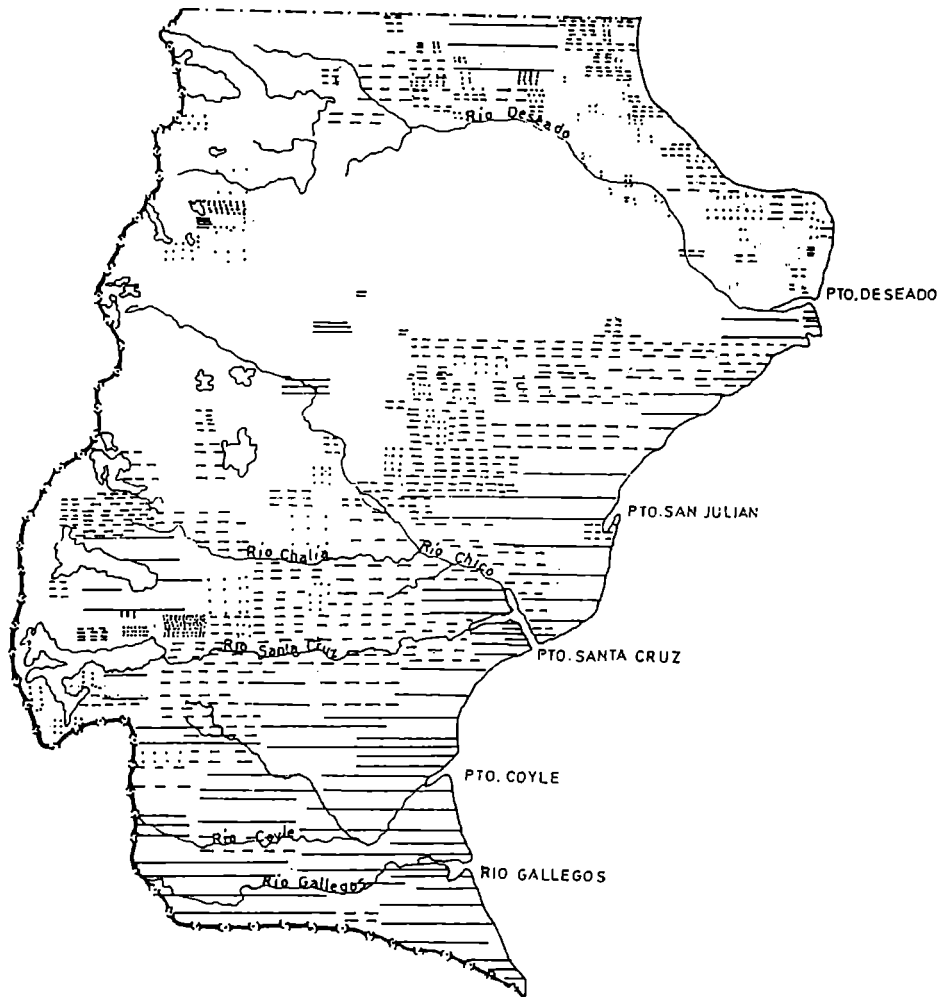 Rio Deseado
PTO. DESEADO
PTO. SAN JULIAN
Rio Chalia
Rio Chico
Rio Santa Cruz
PTO. SANTA CRUZ
PTO. COYLE
Rio Coyle
RIO GALLEGOS
Rio Gallegos